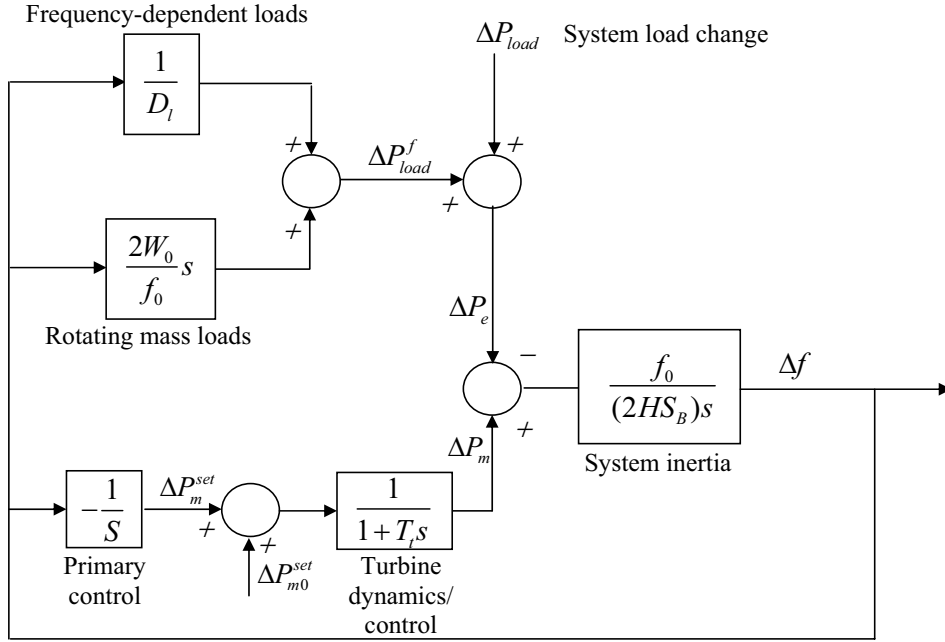 Frequency-dependent loads
ΔP_load System load change
1
D_l
+
+
ΔP^f_load
+
+
+
2W_0
f_0
s
Rotating mass loads
ΔP_e
−
f_0
(2HS_B)s
Δf
+
System inertia
ΔP_m
−
1
S
ΔP^set_m
+
+
1
1+T_t s
Primary
control
ΔP^set_m0
Turbine
dynamics/
control